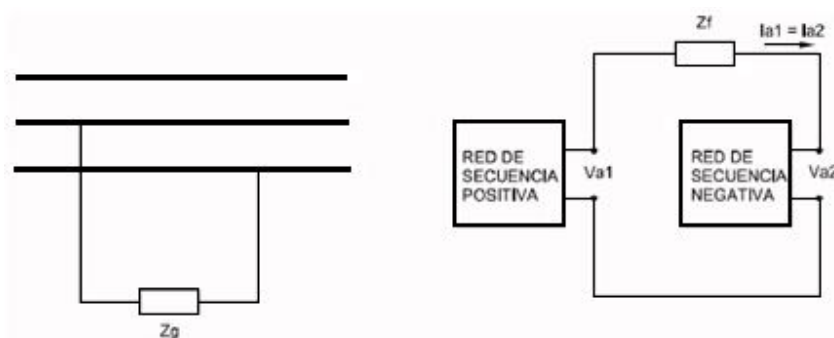 Zf
Ia1 = Ia2
RED DE
SECUENCIA
POSITIVA
Va1
RED DE
SECUENCIA
NEGATIVA
Va2
Zg